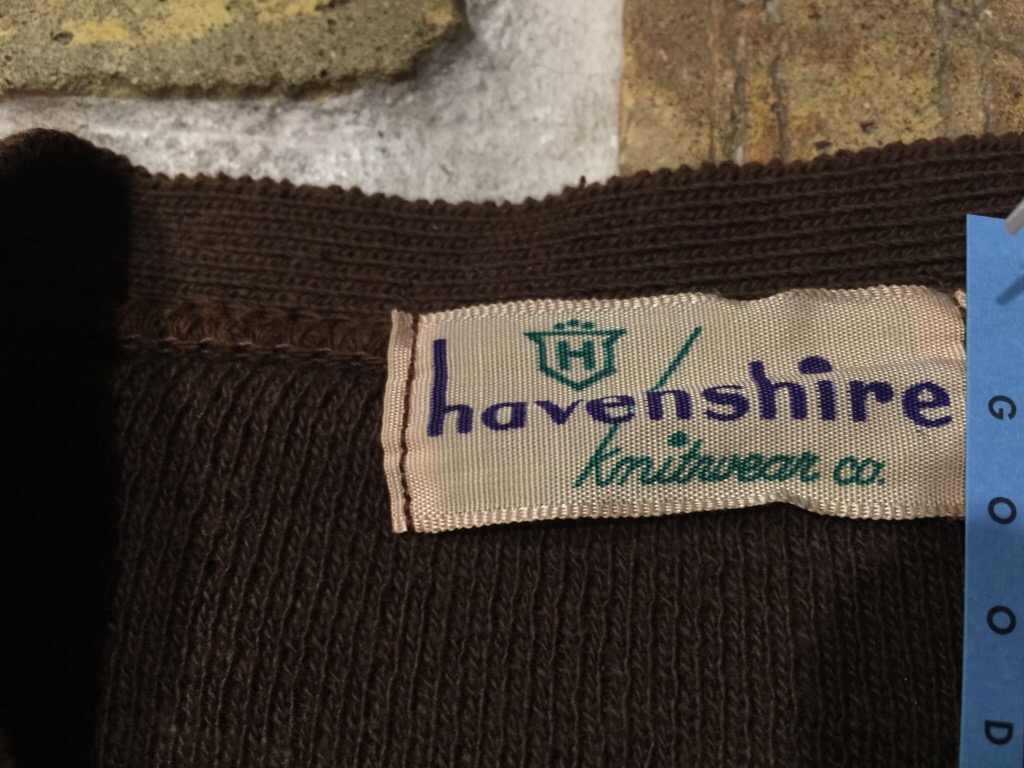 H
havenshire
knitwear co.
GOOD